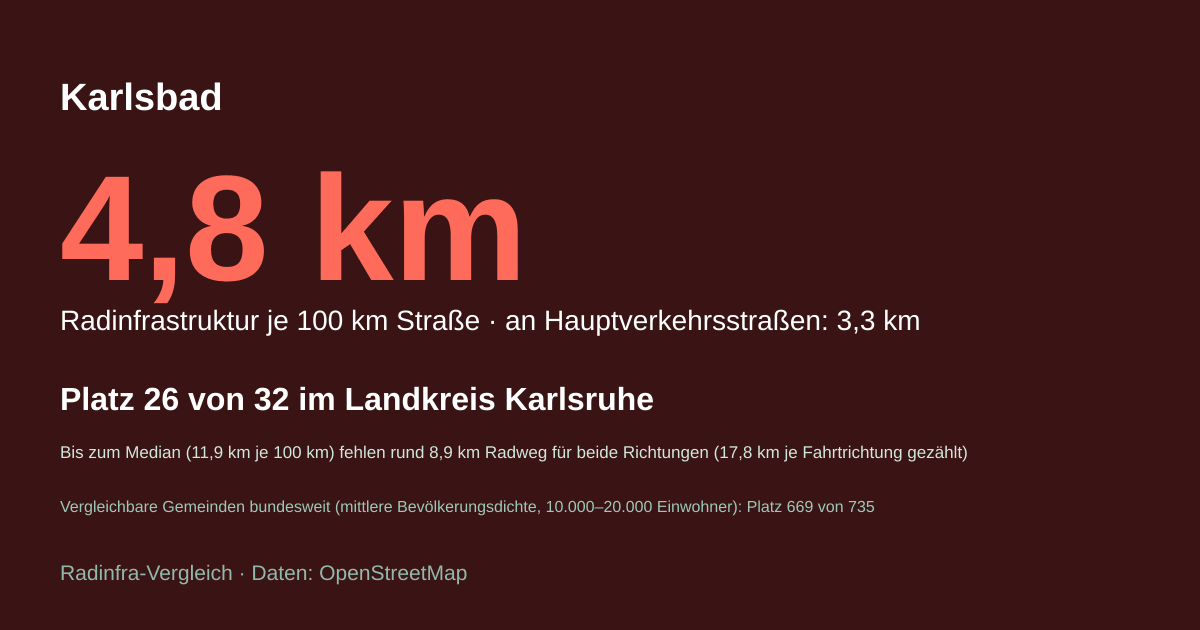 Karlsbad
4,8 km
Radinfrastruktur je 100 km Straße · an Hauptverkehrsstraßen: 3,3 km
Platz 26 von 32 im Landkreis Karlsruhe
Bis zum Median (11,9 km je 100 km) fehlen rund 8,9 km Radweg für beide Richtungen (17,8 km je Fahrtrichtung gezählt)
Vergleichbare Gemeinden bundesweit (mittlere Bevölkerungsdichte, 10.000–20.000 Einwohner): Platz 669 von 735
Radinfra-Vergleich · Daten: OpenStreetMap